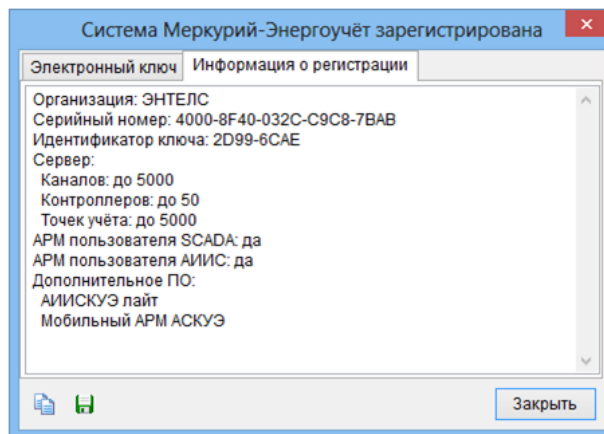 Система Меркурий-Энергоучёт зарегистрирована
Электронный ключ Информация о регистрации
Организация: ЭНТЕЛС
Серийный номер: 4000-8F40-032C-C9C8-7BAB
Идентификатор ключа: 2D99-6CAE
Сервер:
Каналов: до 5000
Контроллеров: до 50
Точек учёта: до 5000
АРМ пользователя SCADA: да
АРМ пользователя АИИС: да
Дополнительное ПО:
АИИСКУЭ лайт
Мобильный АРМ АСКУЭ
Закрыть